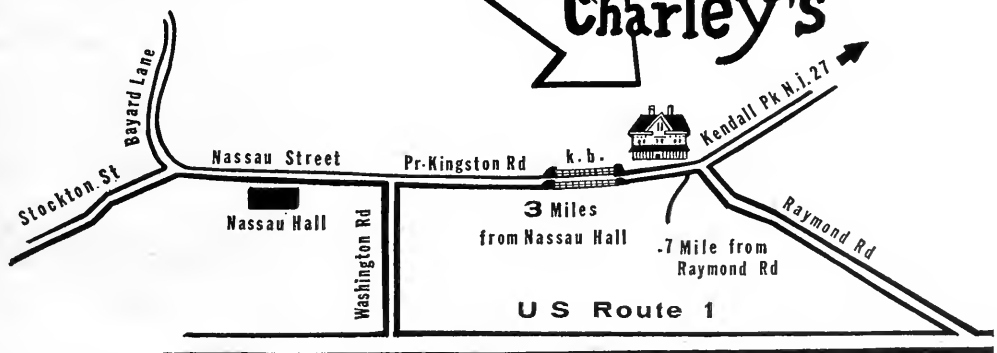 Charley's
Bayard Lane
Kendall Pk N.j.27
Stockton St
Nassau Street
Pr-Kingston Rd
k.b.
Nassau Hall
Washington Rd
3 Miles
from Nassau Hall
.7 Mile from
Raymond Rd
Raymond Rd
US Route 1